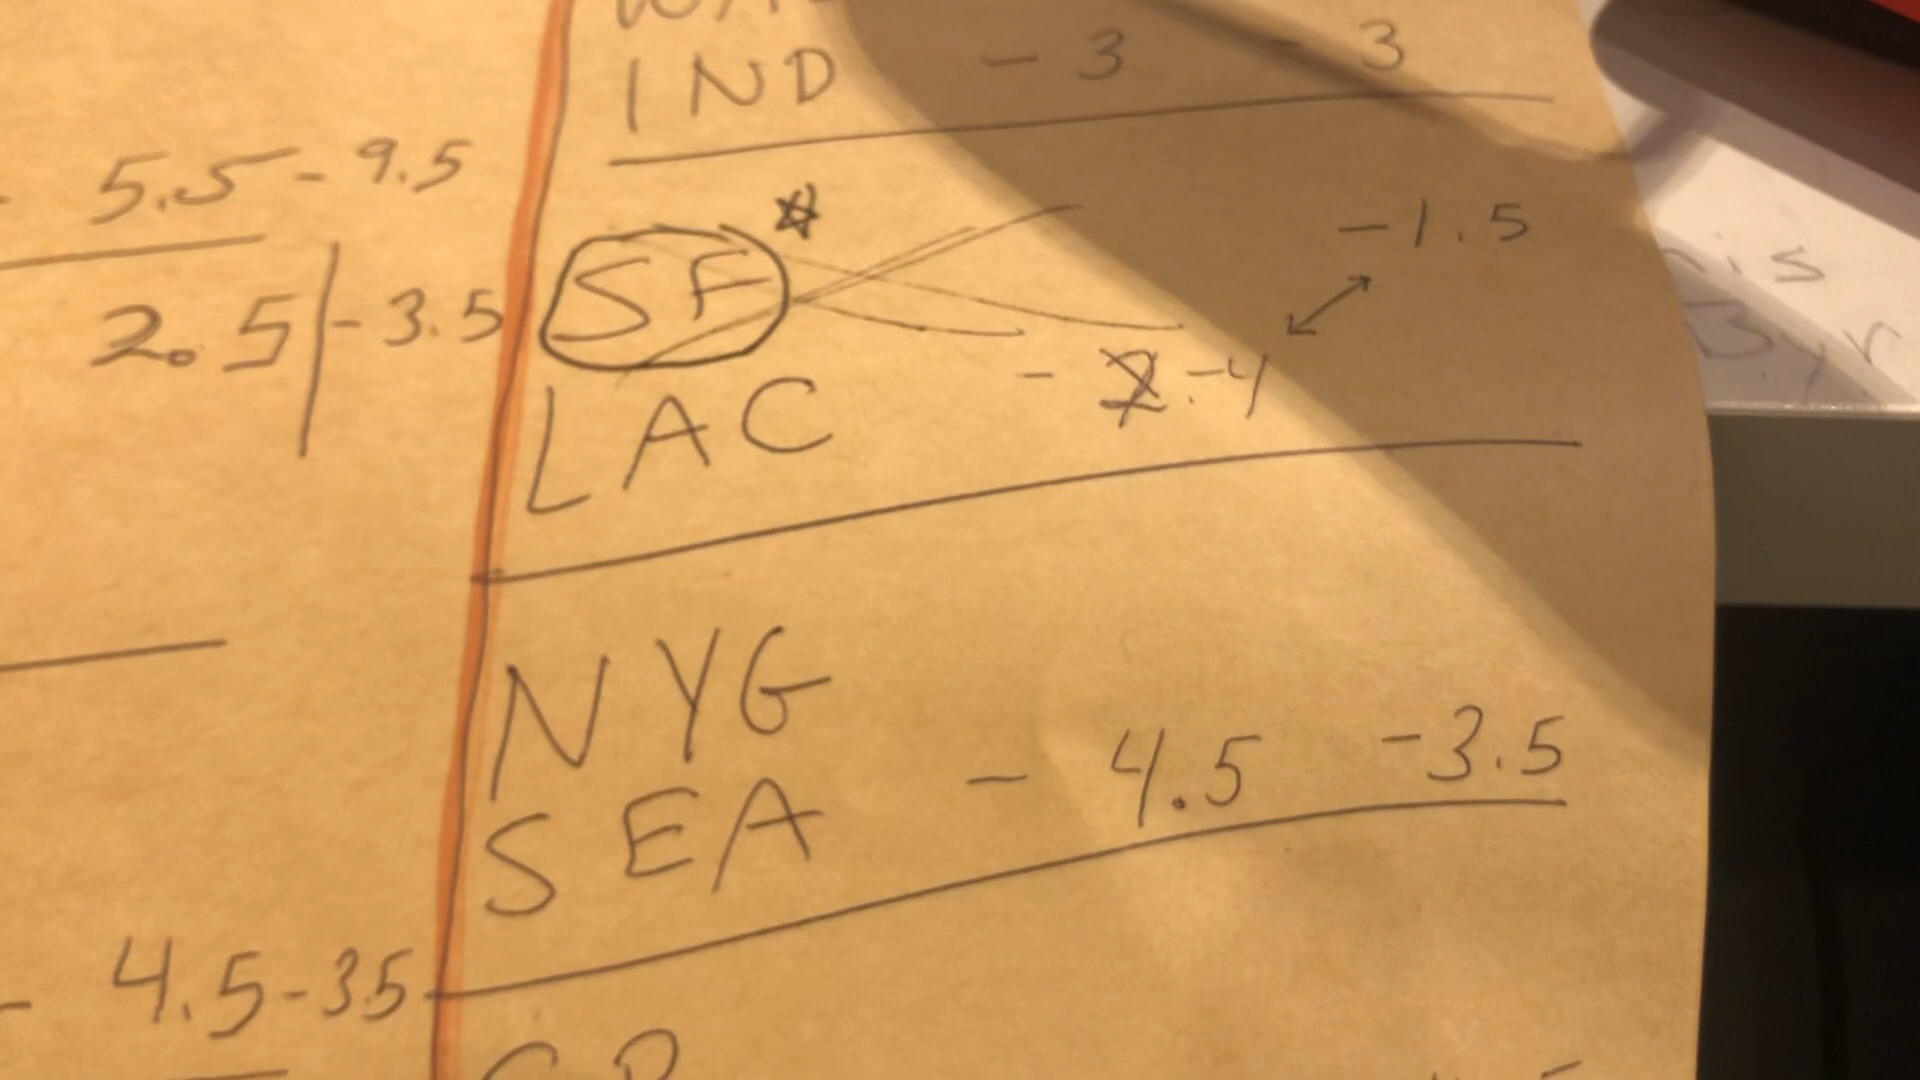 IND - 3 - 3
5.5 - 9.5
2.5 | -3.5
SF -1.5
LAC - 2 . -4
NYG
SEA - 4.5 -3.5
- 4.5 - 3.5